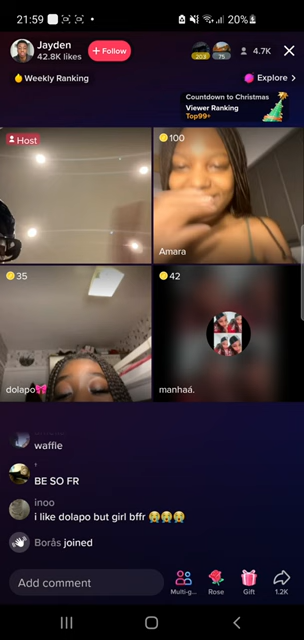 21:59
20%
Jayden
42.8K likes
+ Follow
203
75
4.7K
Weekly Ranking
Explore >
Countdown to Christmas
Viewer Ranking
Top99+
Host
100
Amara
35
dolapo
42
manhaá.
waffle
BE SO FR
inoo
i like dolapo but girl bffr 😭😭😭
Borås joined
Add comment
Multi-g...
Rose
Gift
1.2K